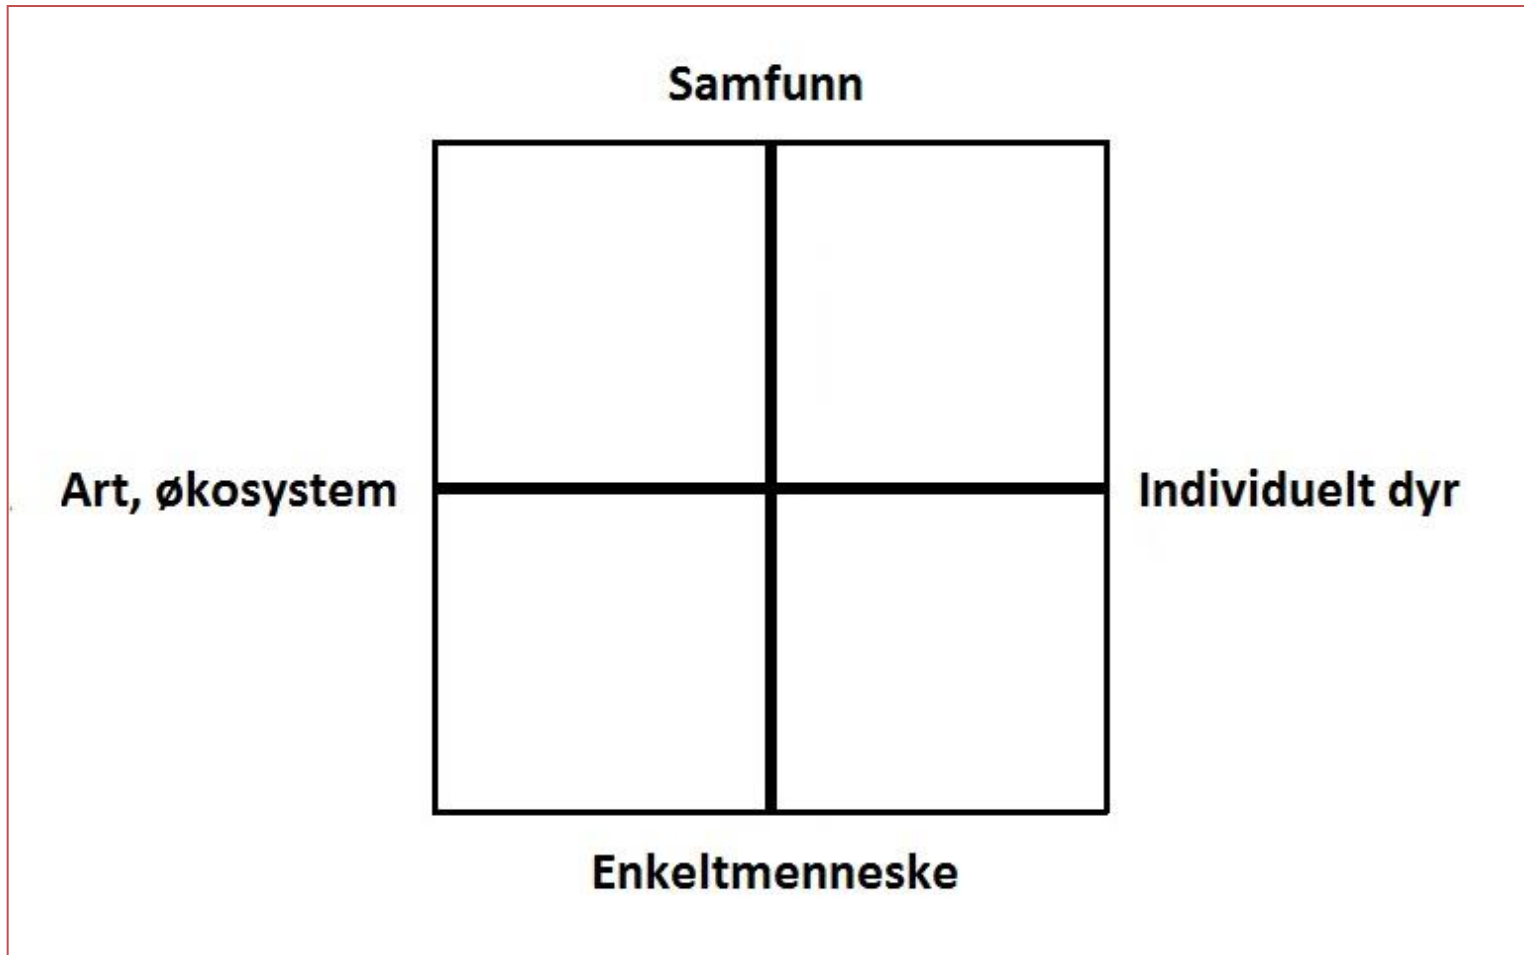 Samfunn
Art, økosystem
Individuelt dyr
Enkeltmenneske